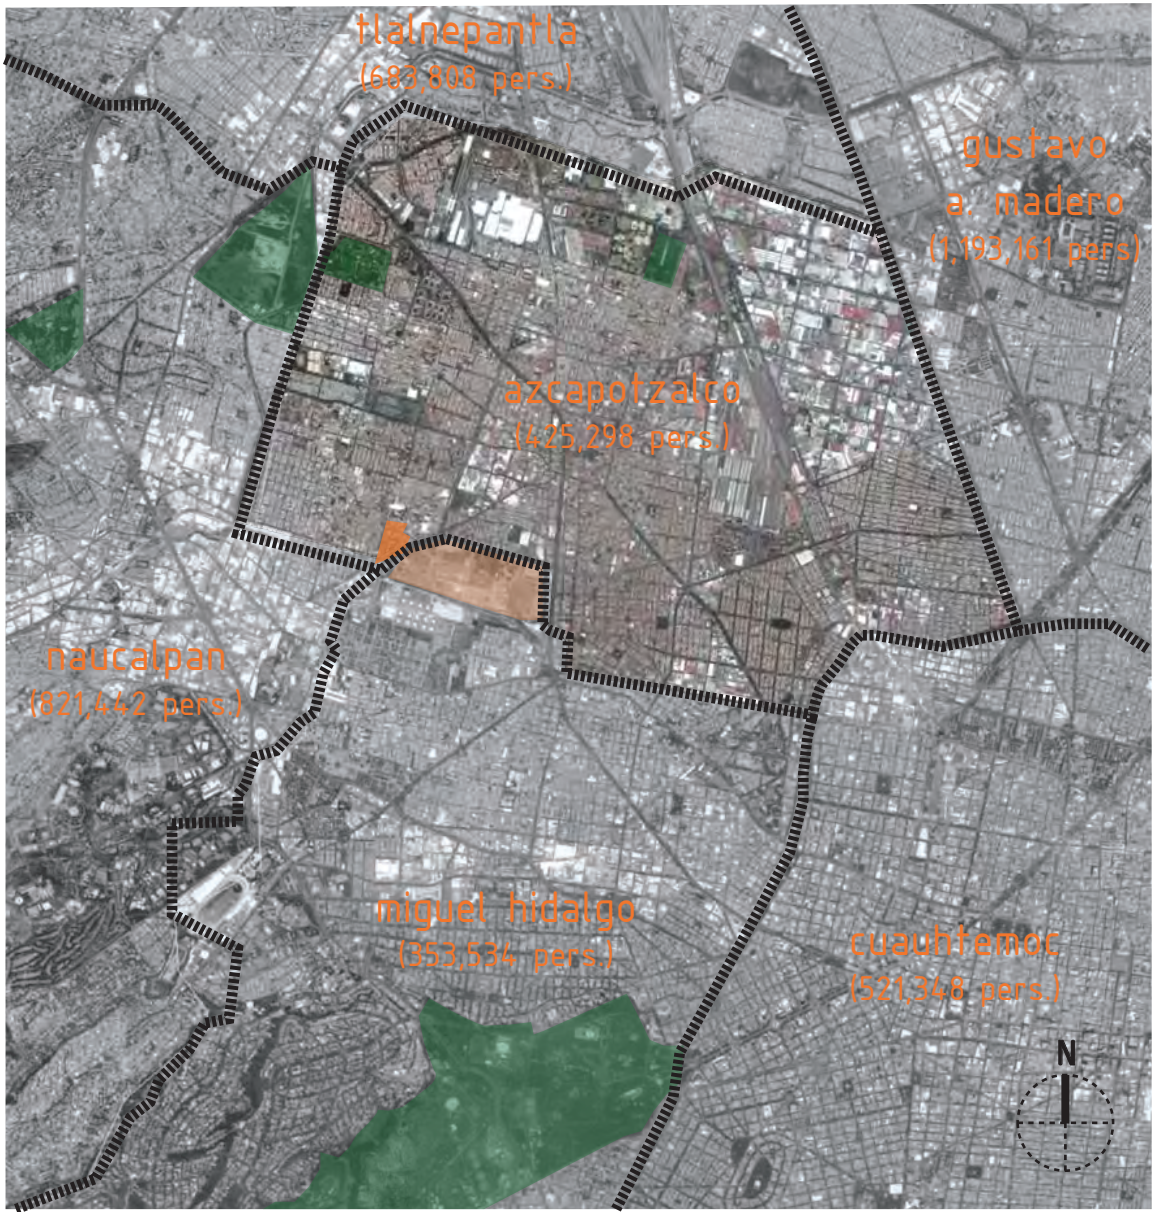 tlalnepantla
(683,808 pers.)
gustavo
a. madero
(1,193,161 pers)
azcapotzalco
(425,298 pers.)
naucalpan
(821,442 pers.)
miguel hidalgo
(353,534 pers.)
cuauhtemoc
(521,348 pers.)
N